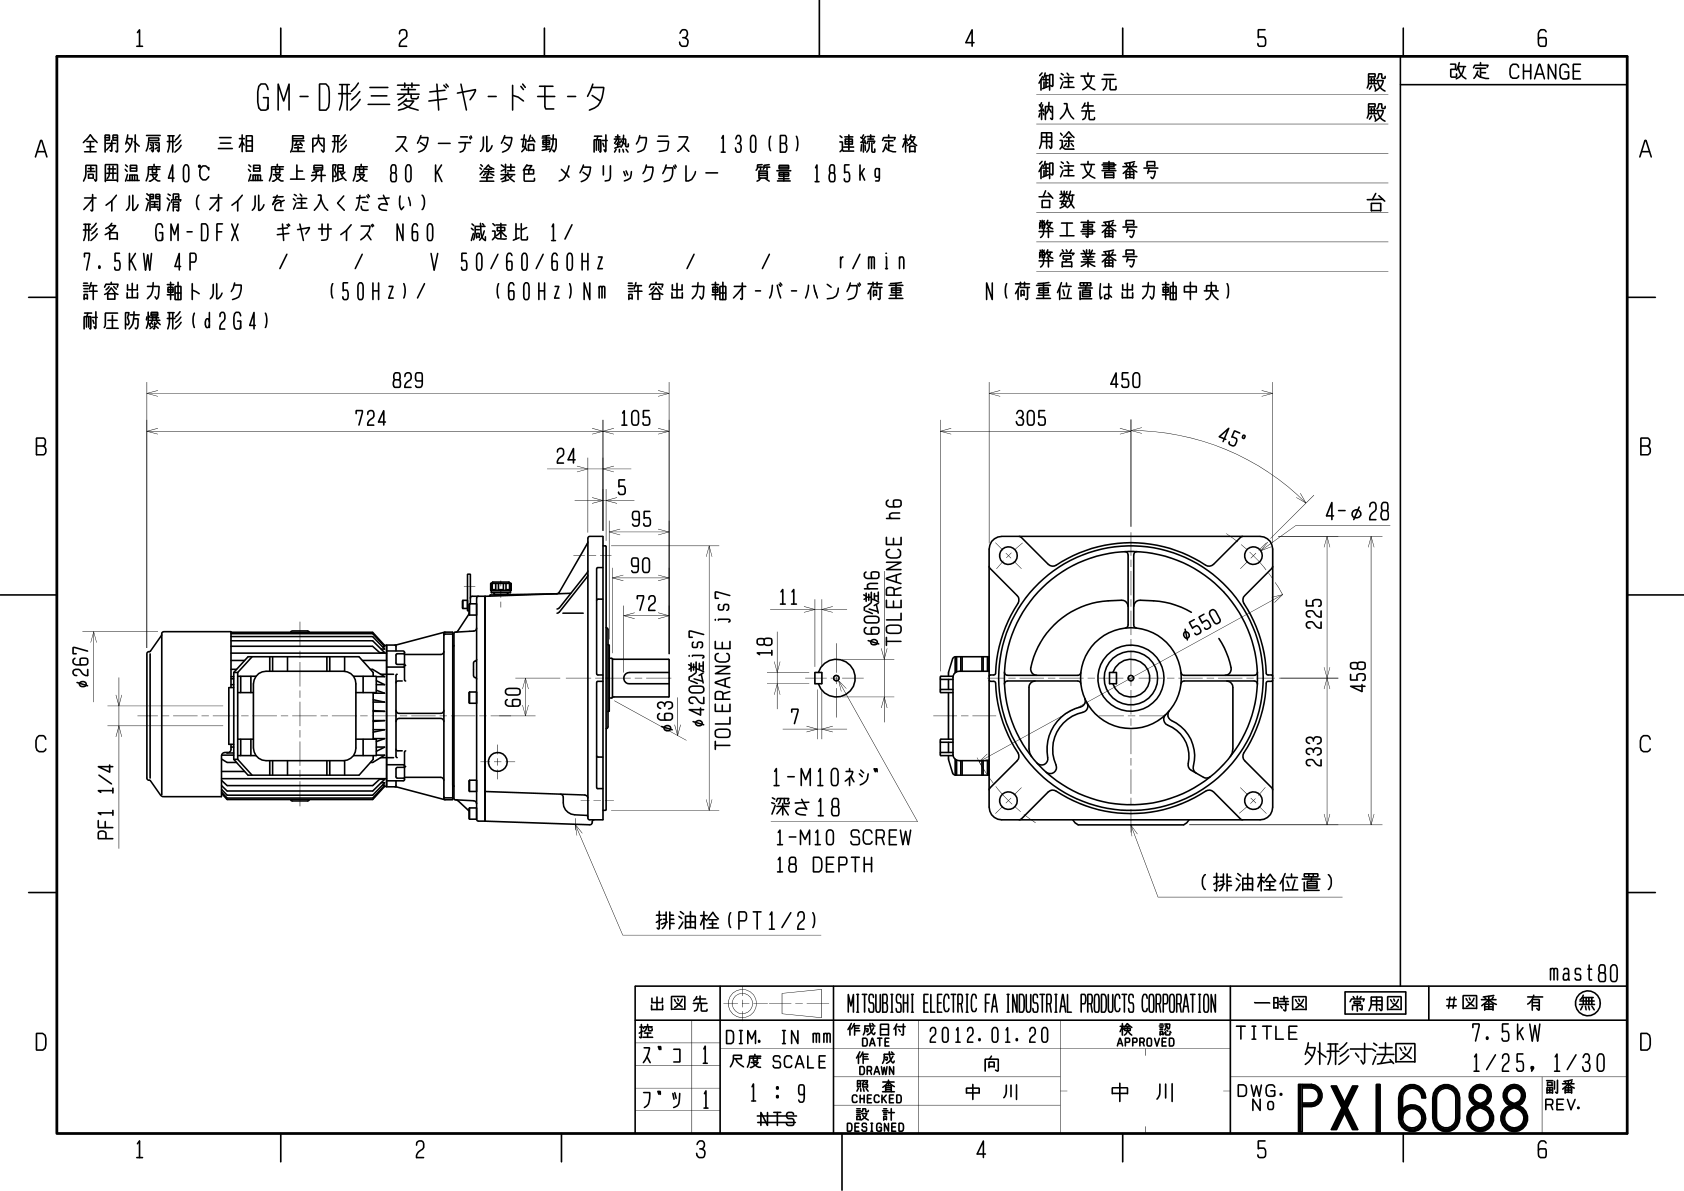 1 2 3 4 5 6
改定 CHANGE
GM-D形三菱ギヤードモータ
全閉外扇形 三相 屋内形 スターデルタ始動 耐熱クラス 130(B) 連続定格
周囲温度40℃ 温度上昇限度 80 K 塗装色 メタリックグレー 質量 185kg
オイル潤滑(オイルを注入ください)
形名 GM-DFX ギヤサイズ N60 減速比 1/
7.5KW 4P / / V 50/60/60Hz / / r/min
許容出力軸トルク (50Hz)/ (60Hz)Nm 許容出力軸オーバーハング荷重 N(荷重位置は出力軸中央)
耐圧防爆形(d2G4)
御注文元 殿
納入先 殿
用途
御注文書番号
台数 台
弊工事番号
弊営業番号
A A
B B
C C
D D
829
724 105
24
5
95
90
72
60
φ267
PF1 1/4
φ63
φ420公差js7
TOLERANCE js7
排油栓(PT1/2)
11
18
7
φ60公差h6
TOLERANCE h6
1-M10ネジ
深さ18
1-M10 SCREW
18 DEPTH
450
305
45°
4-φ28
φ550
225
458
233
(排油栓位置)
mast80
出図先
控
ズコ 1
ブツ 1
DIM. IN mm
尺度 SCALE
1 : 9
NTS
MITSUBISHI ELECTRIC FA INDUSTRIAL PRODUCTS CORPORATION
作成日付 DATE 2012.01.20
検認 APPROVED
作成 DRAWN 向
照査 CHECKED 中川
中川
設計 DESIGNED
一時図 常用図 #図番 有 無
TITLE 7.5kW
外形寸法図 1/25, 1/30
DWG. No PX16088 副番 REV.
1 2 3 4 5 6